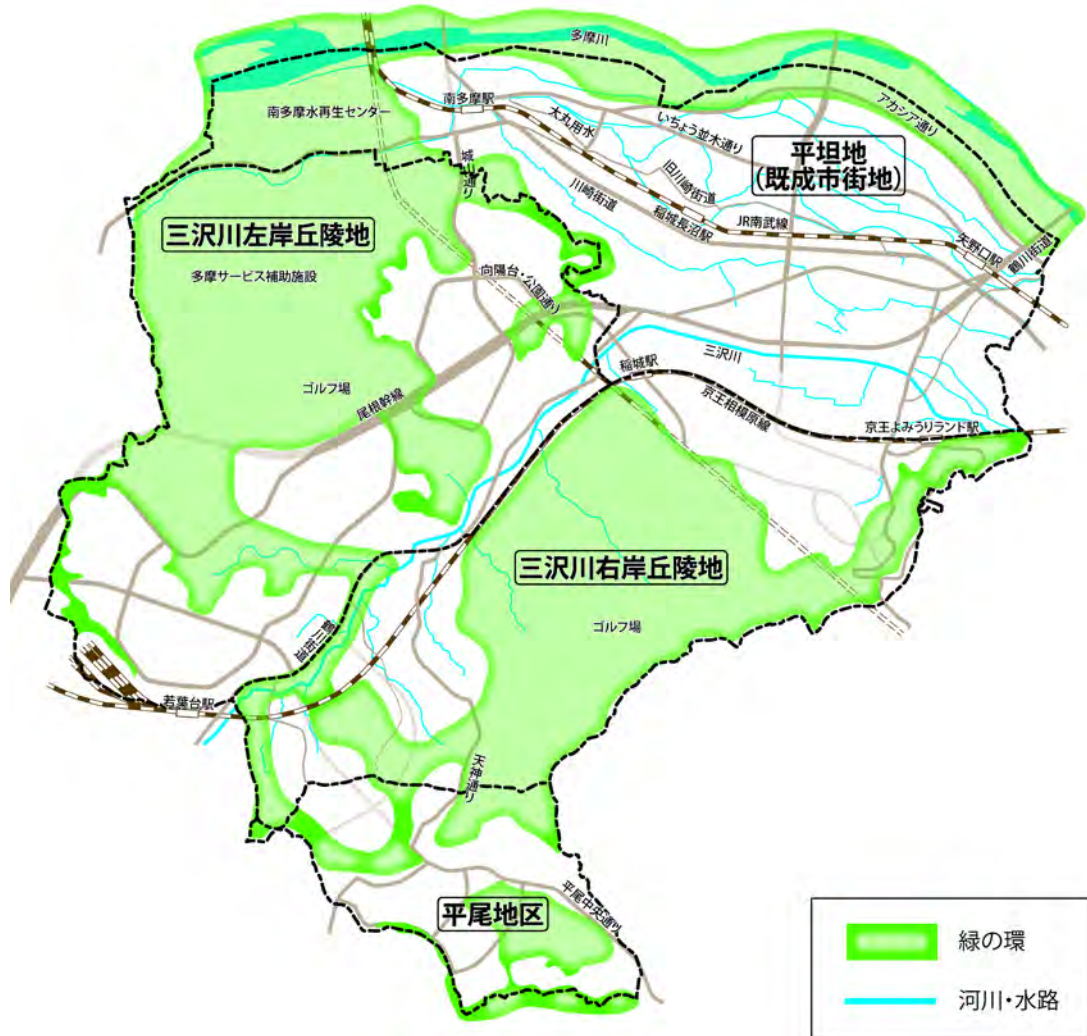 多摩川
アカシア通り
南多摩水再生センター
南多摩駅
大丸用水
いちょう並木通り
平坦地
(既成市街地)
城山通り
川崎街道
旧川崎街道
稲城長沼駅
JR南武線
矢野口駅
鶴川街道
三沢川左岸丘陵地
多摩サービス補助施設
向陽台・公園通り
三沢川
稲城駅
ゴルフ場
尾根幹線
京王相模原線
京王よみうりランド駅
三沢川右岸丘陵地
ゴルフ場
鶴川街道
若葉台駅
天神通り
平尾地区
平尾中央通り
緑の環
河川・水路